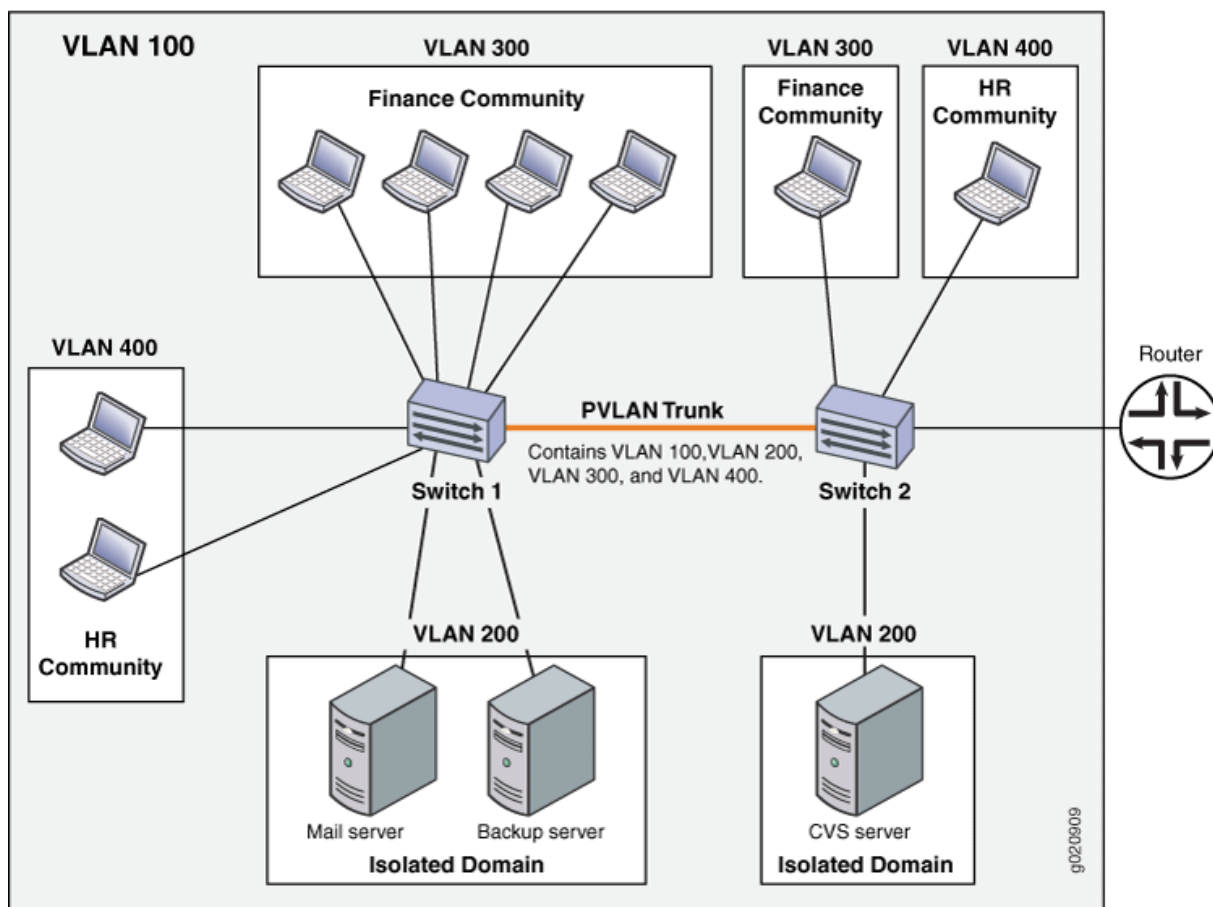 VLAN 100
VLAN 300
Finance Community
VLAN 300
Finance
Community
VLAN 400
HR
Community
VLAN 400
HR
Community
Router
PVLAN Trunk
Contains VLAN 100,VLAN 200,
VLAN 300, and VLAN 400.
Switch 1
Switch 2
VLAN 200
Mail server
Backup server
Isolated Domain
VLAN 200
CVS server
Isolated Domain
g020909